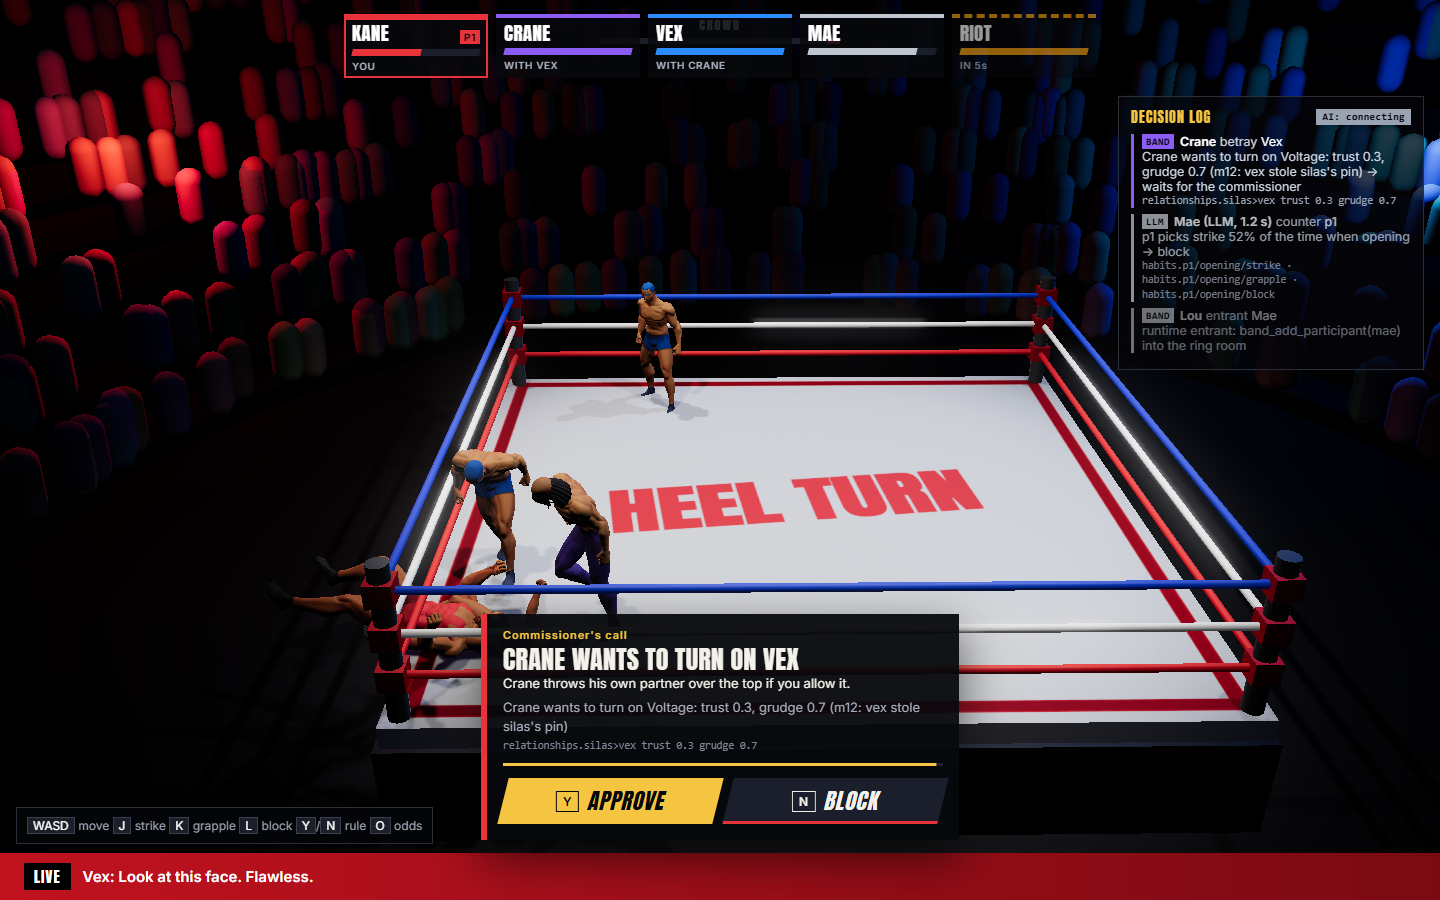 KANE
P1
YOU
CRANE
WITH VEX
CROWD
VEX
WITH CRANE
MAE
RIOT
IN 5s
DECISION LOG
AI: connecting
BAND Crane betray Vex
Crane wants to turn on Voltage: trust 0.3,
grudge 0.7 (m12: vex stole silas's pin) →
waits for the commissioner
relationships.silas>vex trust 0.3 grudge 0.7
LLM Mae (LLM, 1.2 s) counter p1
p1 picks strike 52% of the time when opening
→ block
habits.p1/opening/strike ·
habits.p1/opening/grapple ·
habits.p1/opening/block
BAND Lou entrant Mae
runtime entrant: band_add_participant(mae)
into the ring room
HEEL TURN
Commissioner's call
CRANE WANTS TO TURN ON VEX
Crane throws his own partner over the top if you allow it.
Crane wants to turn on Voltage: trust 0.3, grudge 0.7 (m12: vex stole
silas's pin)
relationships.silas>vex trust 0.3 grudge 0.7
Y APPROVE
N BLOCK
WASD move J strike K grapple L block Y/N rule O odds
LIVE Vex: Look at this face. Flawless.